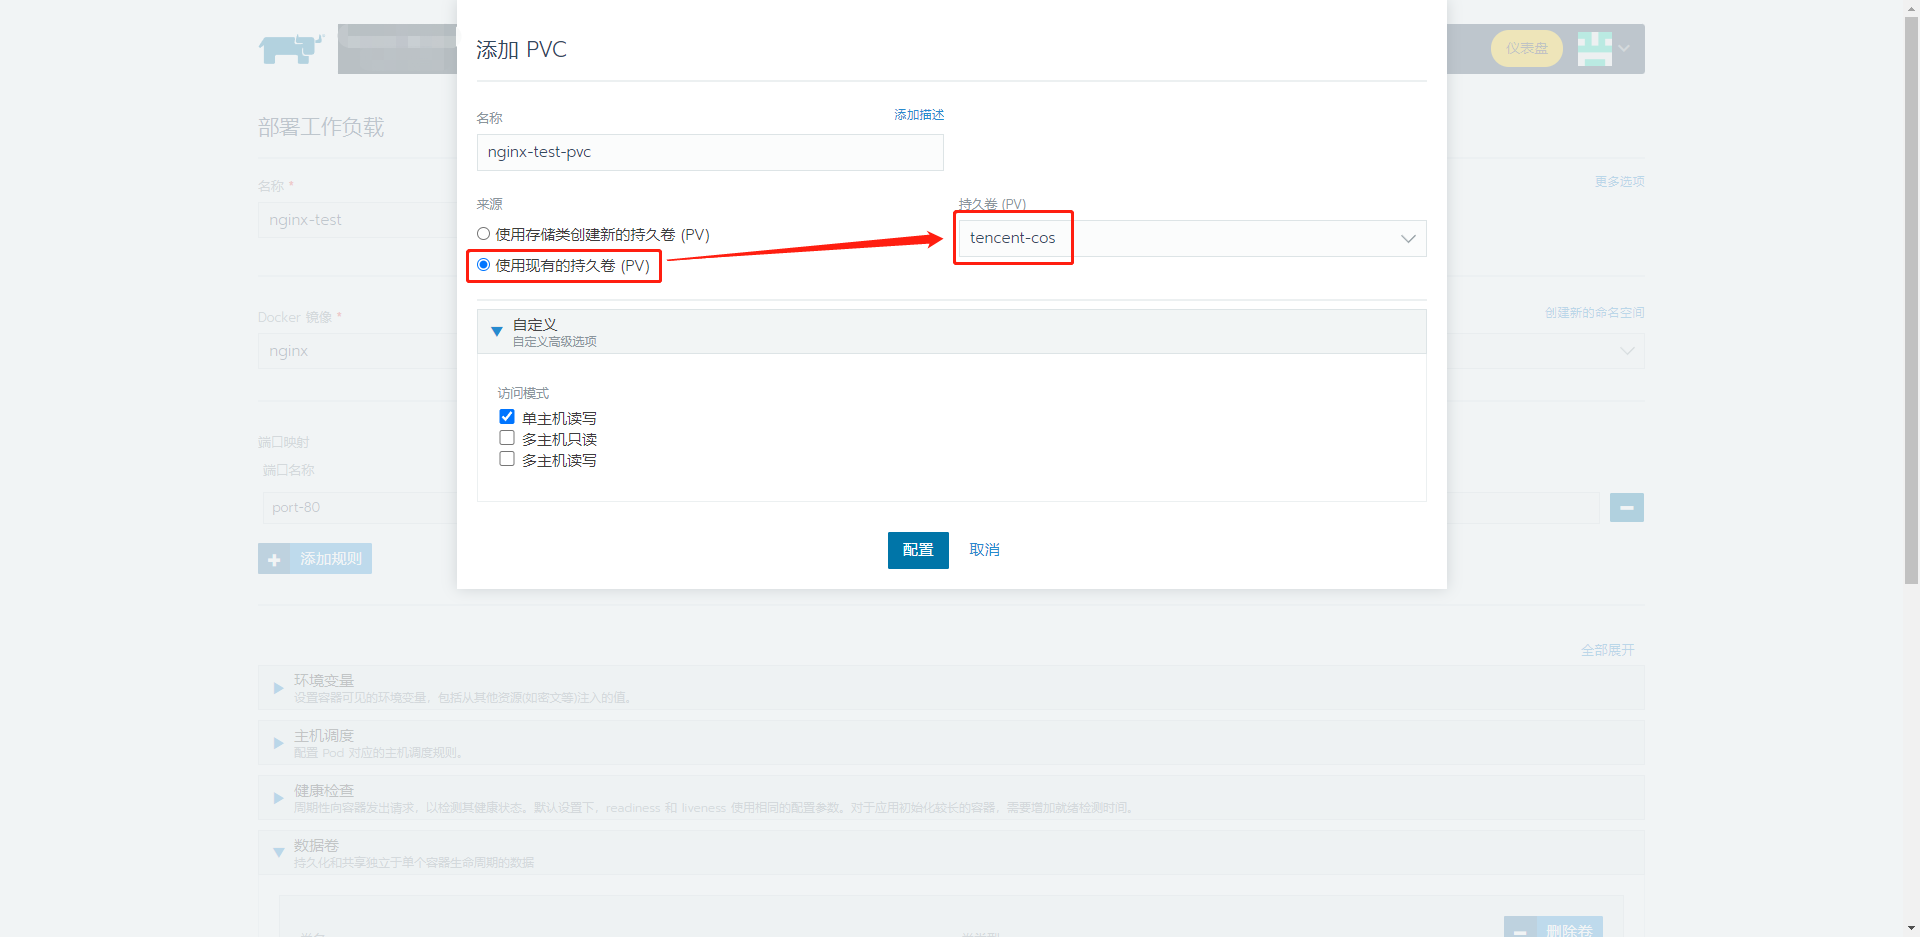 仪表盘
添加 PVC
部署工作负载
名称
添加描述
nginx-test-pvc
名称 *
更多选项
nginx-test
来源
持久卷 (PV)
使用存储类创建新的持久卷 (PV)
tencent-cos
使用现有的持久卷 (PV)
Docker 镜像 *
创建新的命名空间
nginx
自定义
自定义高级选项
访问模式
单主机读写
多主机只读
多主机读写
端口映射
端口名称
port-80
添加规则
配置
取消
全部展开
环境变量
设置容器可见的环境变量，包括从其他资源(如密文等)注入的值。
主机调度
配置 Pod 对应的主机调度规则。
健康检查
周期性向容器发出请求，以检测其健康状态。默认设置下，readiness 和 liveness 使用相同的配置参数。对于应用初始化较长的容器，需要增加就绪检测时间。
数据卷
持久化和共享独立于单个容器生命周期的数据
删除卷